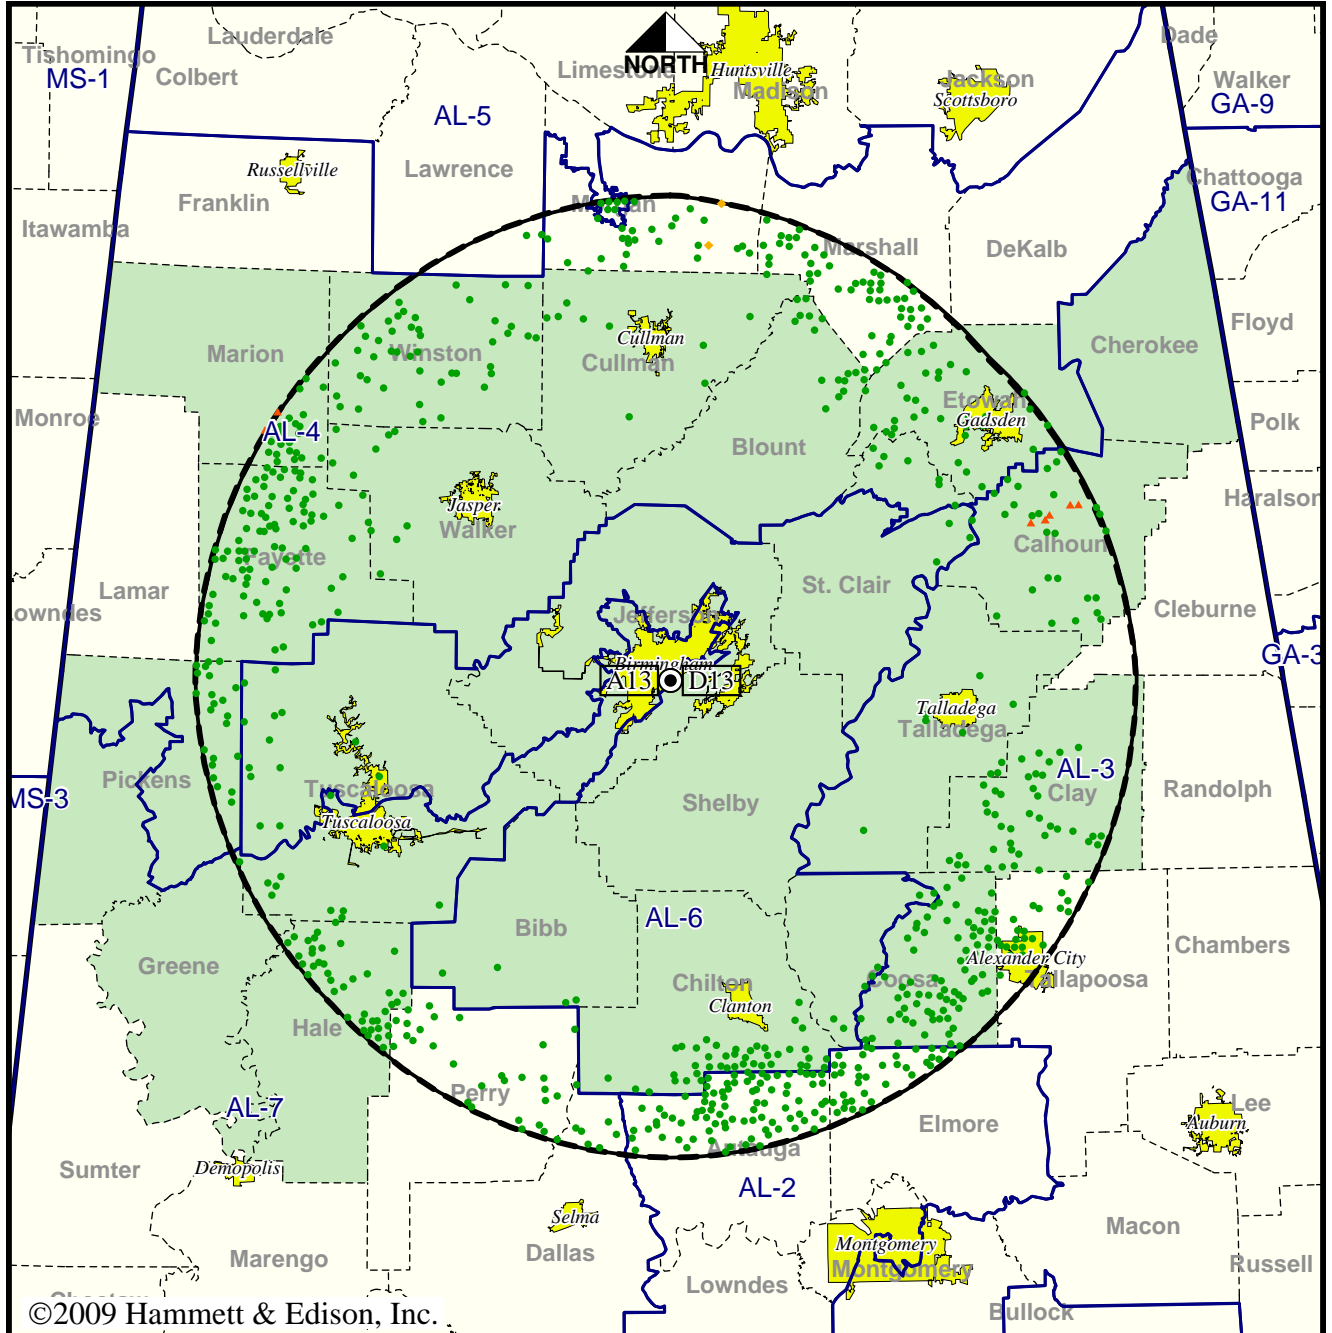 Lauderdale
Tishomingo
MS-1
Colbert
Limestone
NORTH
Huntsville
Madison
Jackson
Scottsboro
Dade
Walker
GA-9
AL-5
Russellville
Lawrence
Franklin
Itawamba
Morgan
Marshall
DeKalb
Chattooga
GA-11
Marion
Winston
Cullman
Cullman
Cherokee
Floyd
Monroe
AL-4
Etowah
Gadsden
Polk
Blount
Jasper
Walker
Haralson
Fayette
Calhoun
Lamar
St. Clair
Cleburne
owndes
Jefferson
GA-3
Birmingham
A13
D13
Talladega
Talladega
Pickens
Tuscaloosa
MS-3
Tuscaloosa
Shelby
AL-3
Clay
Randolph
AL-6
Bibb
Chambers
Greene
Alexander City
Tallapoosa
Chilton
Clanton
Coosa
Hale
Perry
AL-7
Elmore
Lee
Auburn
Autauga
Sumter
Demopolis
AL-2
Selma
Dallas
Montgomery
Montgomery
Macon
Marengo
Lowndes
Russell
Choctaw
Bullock
©2009 Hammett & Edison, Inc.